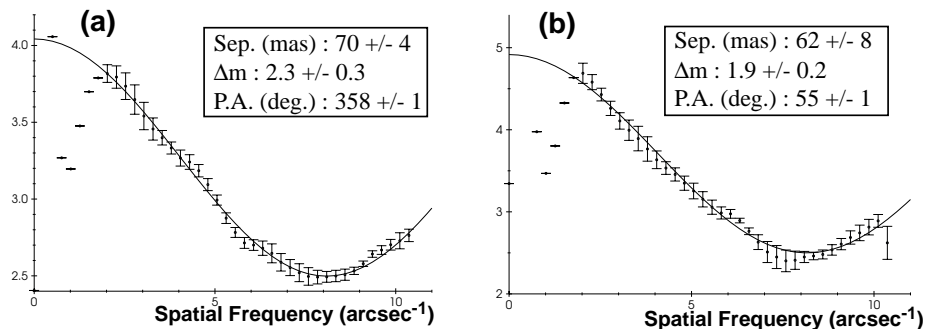 (a)
Sep. (mas) : 70 +/- 4
Δm : 2.3 +/- 0.3
P.A. (deg.) : 358 +/- 1
4.0
3.5
3.0
2.5
0
5
10
Spatial Frequency (arcsec-1)
(b)
Sep. (mas) : 62 +/- 8
Δm : 1.9 +/- 0.2
P.A. (deg.) : 55 +/- 1
5
4
3
2
0
5
10
Spatial Frequency (arcsec-1)